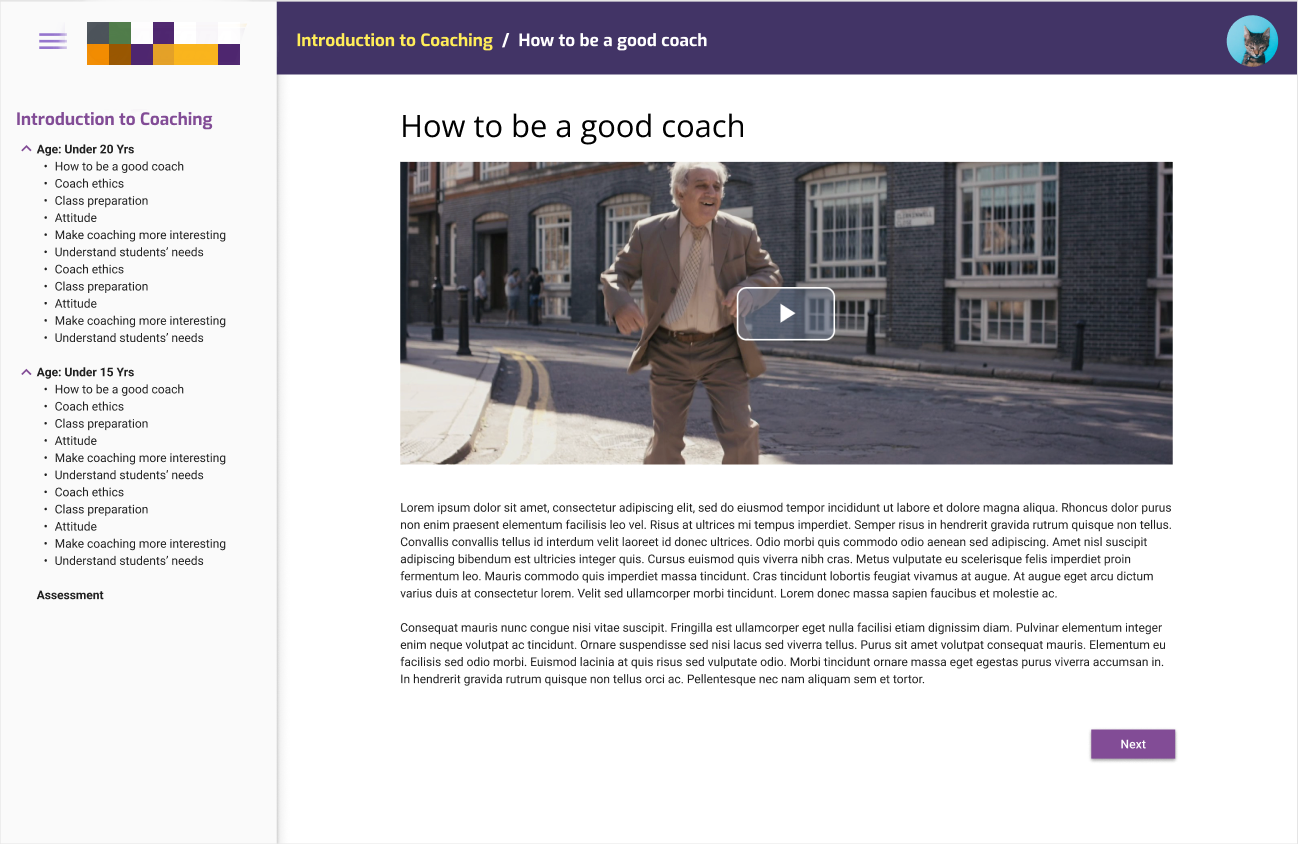 Introduction to Coaching / How to be a good coach
Introduction to Coaching
Age: Under 20 Yrs
• How to be a good coach
• Coach ethics
• Class preparation
• Attitude
• Make coaching more interesting
• Understand students’ needs
• Coach ethics
• Class preparation
• Attitude
• Make coaching more interesting
• Understand students’ needs
Age: Under 15 Yrs
• How to be a good coach
• Coach ethics
• Class preparation
• Attitude
• Make coaching more interesting
• Understand students’ needs
• Coach ethics
• Class preparation
• Attitude
• Make coaching more interesting
• Understand students’ needs
Assessment
How to be a good coach
Lorem ipsum dolor sit amet, consectetur adipiscing elit, sed do eiusmod tempor incididunt ut labore et dolore magna aliqua. Rhoncus dolor purus
non enim praesent elementum facilisis leo vel. Risus at ultrices mi tempus imperdiet. Semper risus in hendrerit gravida rutrum quisque non tellus.
Convallis convallis tellus id interdum velit laoreet id donec ultrices. Odio morbi quis commodo odio aenean sed adipiscing. Amet nisl suscipit
adipiscing bibendum est ultricies integer quis. Cursus euismod quis viverra nibh cras. Metus vulputate eu scelerisque felis imperdiet proin
fermentum leo. Mauris commodo quis imperdiet massa tincidunt. Cras tincidunt lobortis feugiat vivamus at augue. At augue eget arcu dictum
varius duis at consectetur lorem. Velit sed ullamcorper morbi tincidunt. Lorem donec massa sapien faucibus et molestie ac.
Consequat mauris nunc congue nisi vitae suscipit. Fringilla est ullamcorper eget nulla facilisi etiam dignissim diam. Pulvinar elementum integer
enim neque volutpat ac tincidunt. Ornare suspendisse sed nisi lacus sed viverra tellus. Purus sit amet volutpat consequat mauris. Elementum eu
facilisis sed odio morbi. Euismod lacinia at quis risus sed vulputate odio. Morbi tincidunt ornare massa eget egestas purus viverra accumsan in.
In hendrerit gravida rutrum quisque non tellus orci ac. Pellentesque nec nam aliquam sem et tortor.
Next